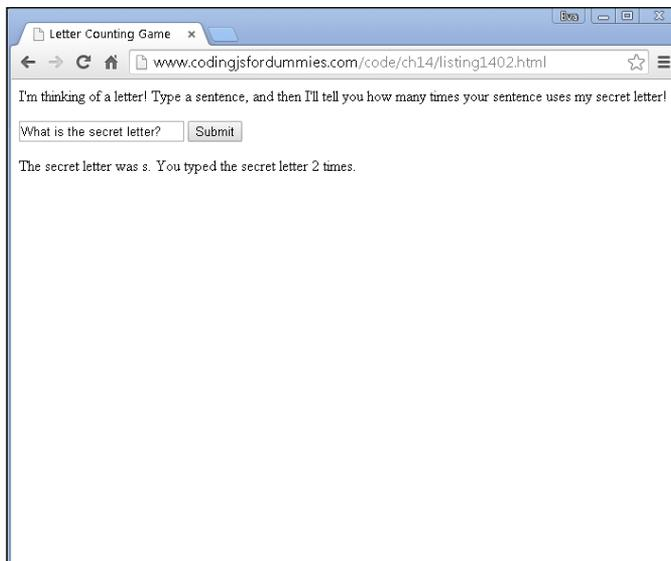 Eva
Letter Counting Game
www.codingjsfordummies.com/code/ch14/listing1402.html
I'm thinking of a letter! Type a sentence, and then I'll tell you how many times your sentence uses my secret letter!
What is the secret letter? Submit
The secret letter was s. You typed the secret letter 2 times.